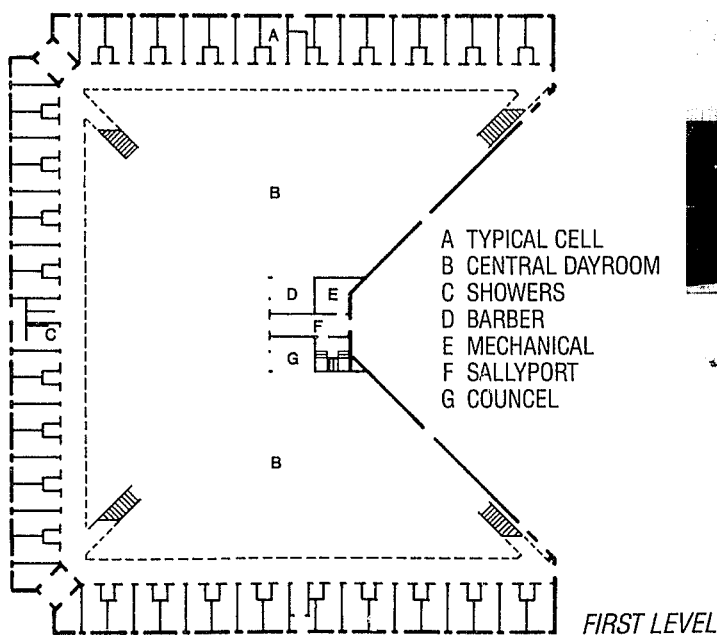 A
B
D
E
F
C
G
B
A TYPICAL CELL
B CENTRAL DAYROOM
C SHOWERS
D BARBER
E MECHANICAL
F SALLYPORT
G COUNCEL
FIRST LEVEL